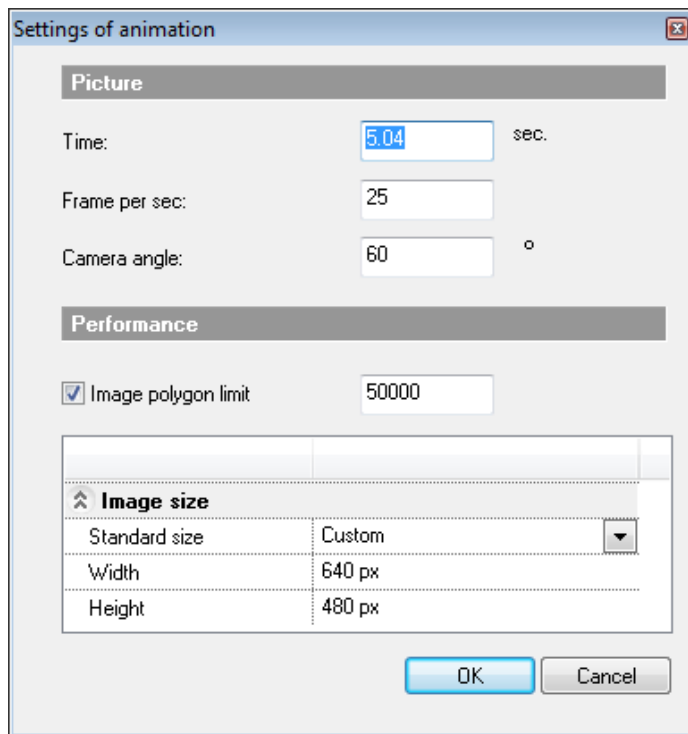 Settings of animation
Picture
Time: 5.04 sec.
Frame per sec: 25
Camera angle: 60 °
Performance
Image polygon limit 50000
Image size
Standard size Custom
Width 640 px
Height 480 px
OK Cancel